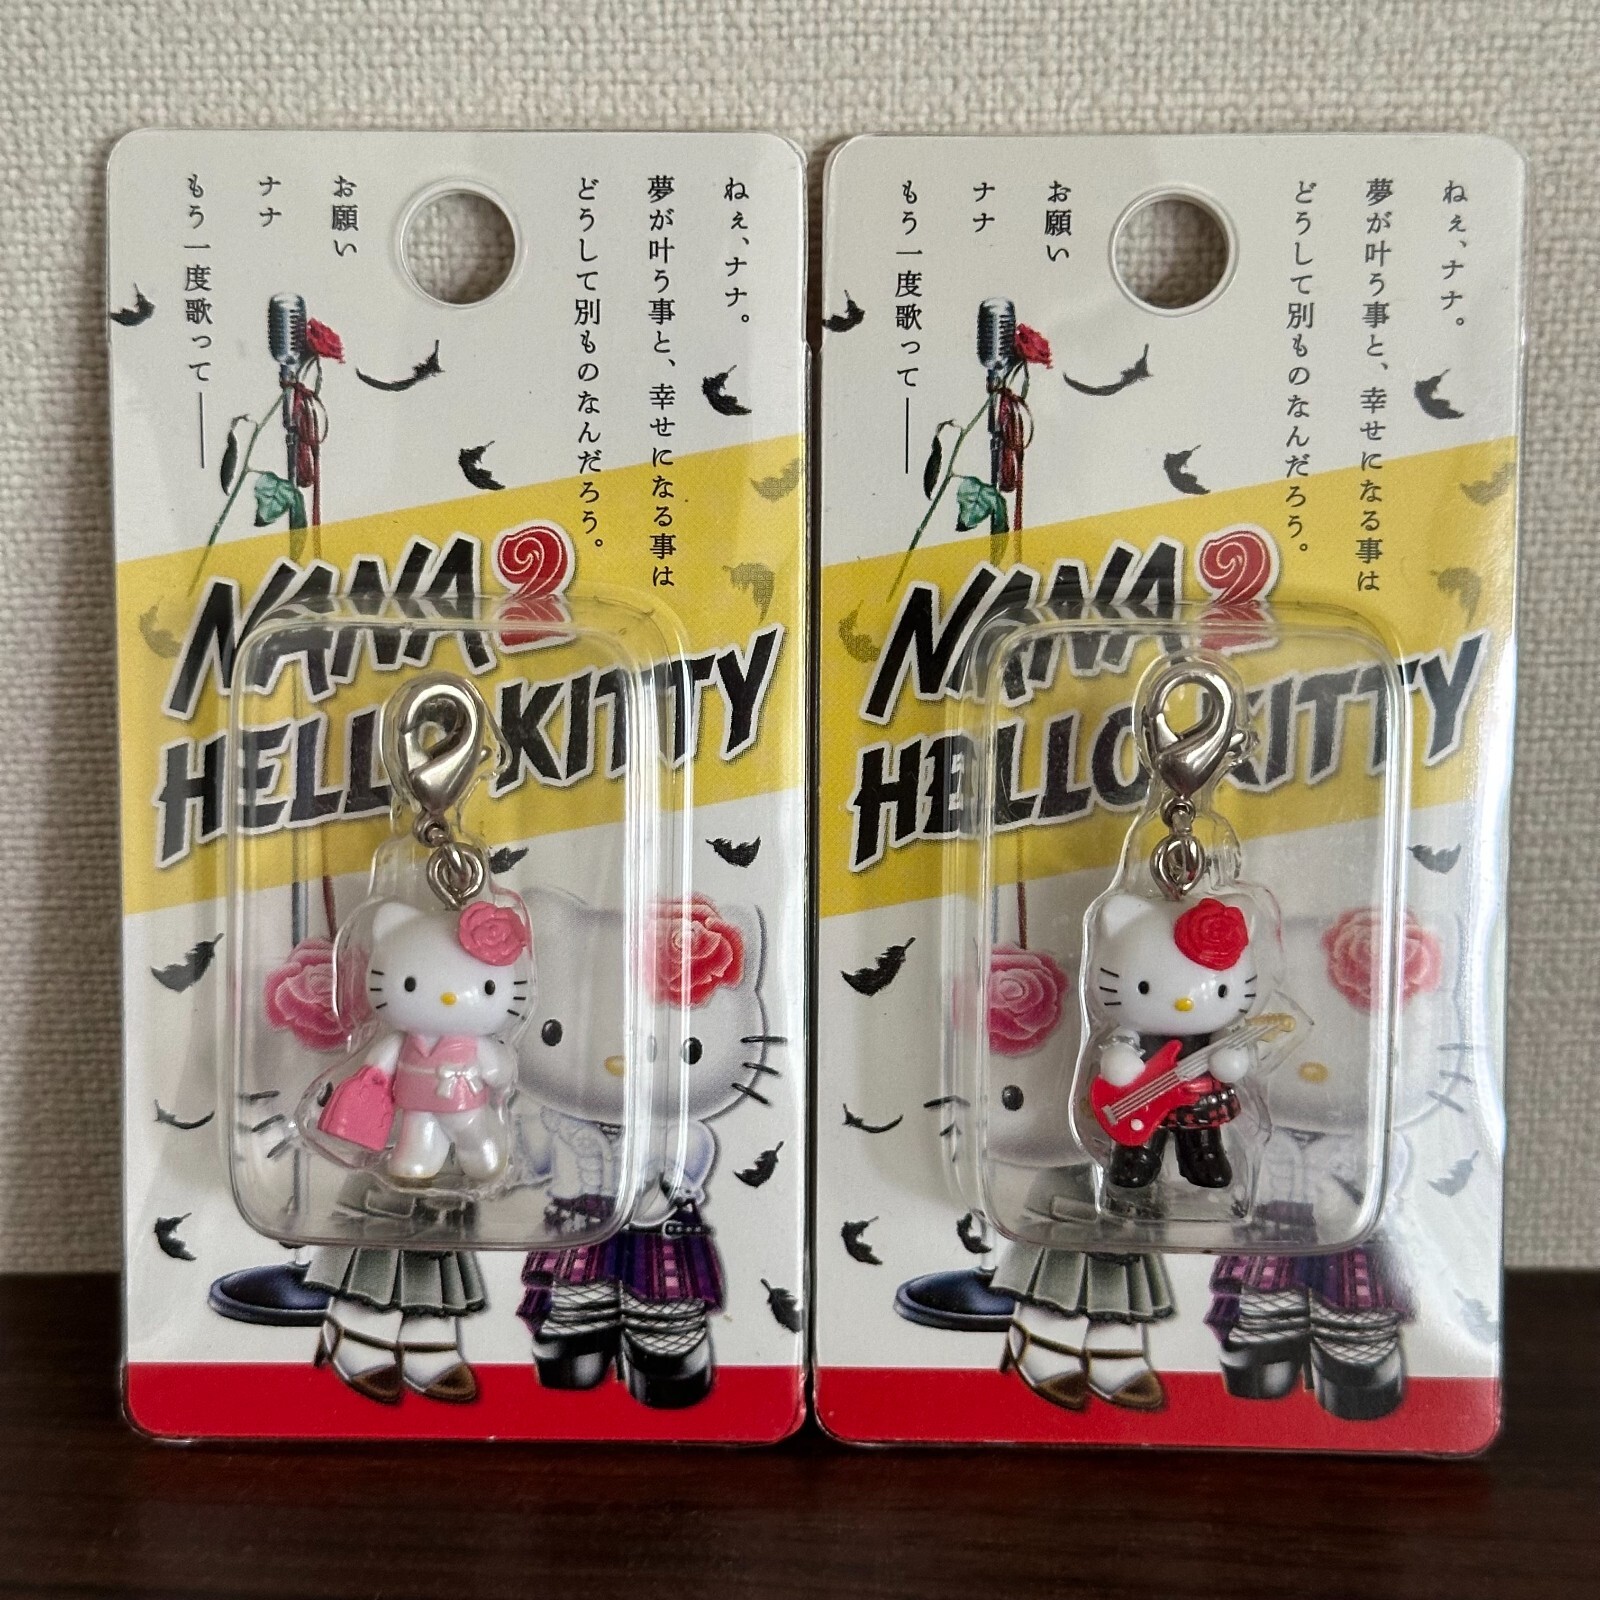 ねぇ、ナナ。
夢が叶う事と、幸せになる事は
どうして別ものなんだろう。
お願い
ナナ
もう一度歌って――
NANA2
HELLO KITTY
ねぇ、ナナ。
夢が叶う事と、幸せになる事は
どうして別ものなんだろう。
お願い
ナナ
もう一度歌って――
NANA2
HELLO KITTY